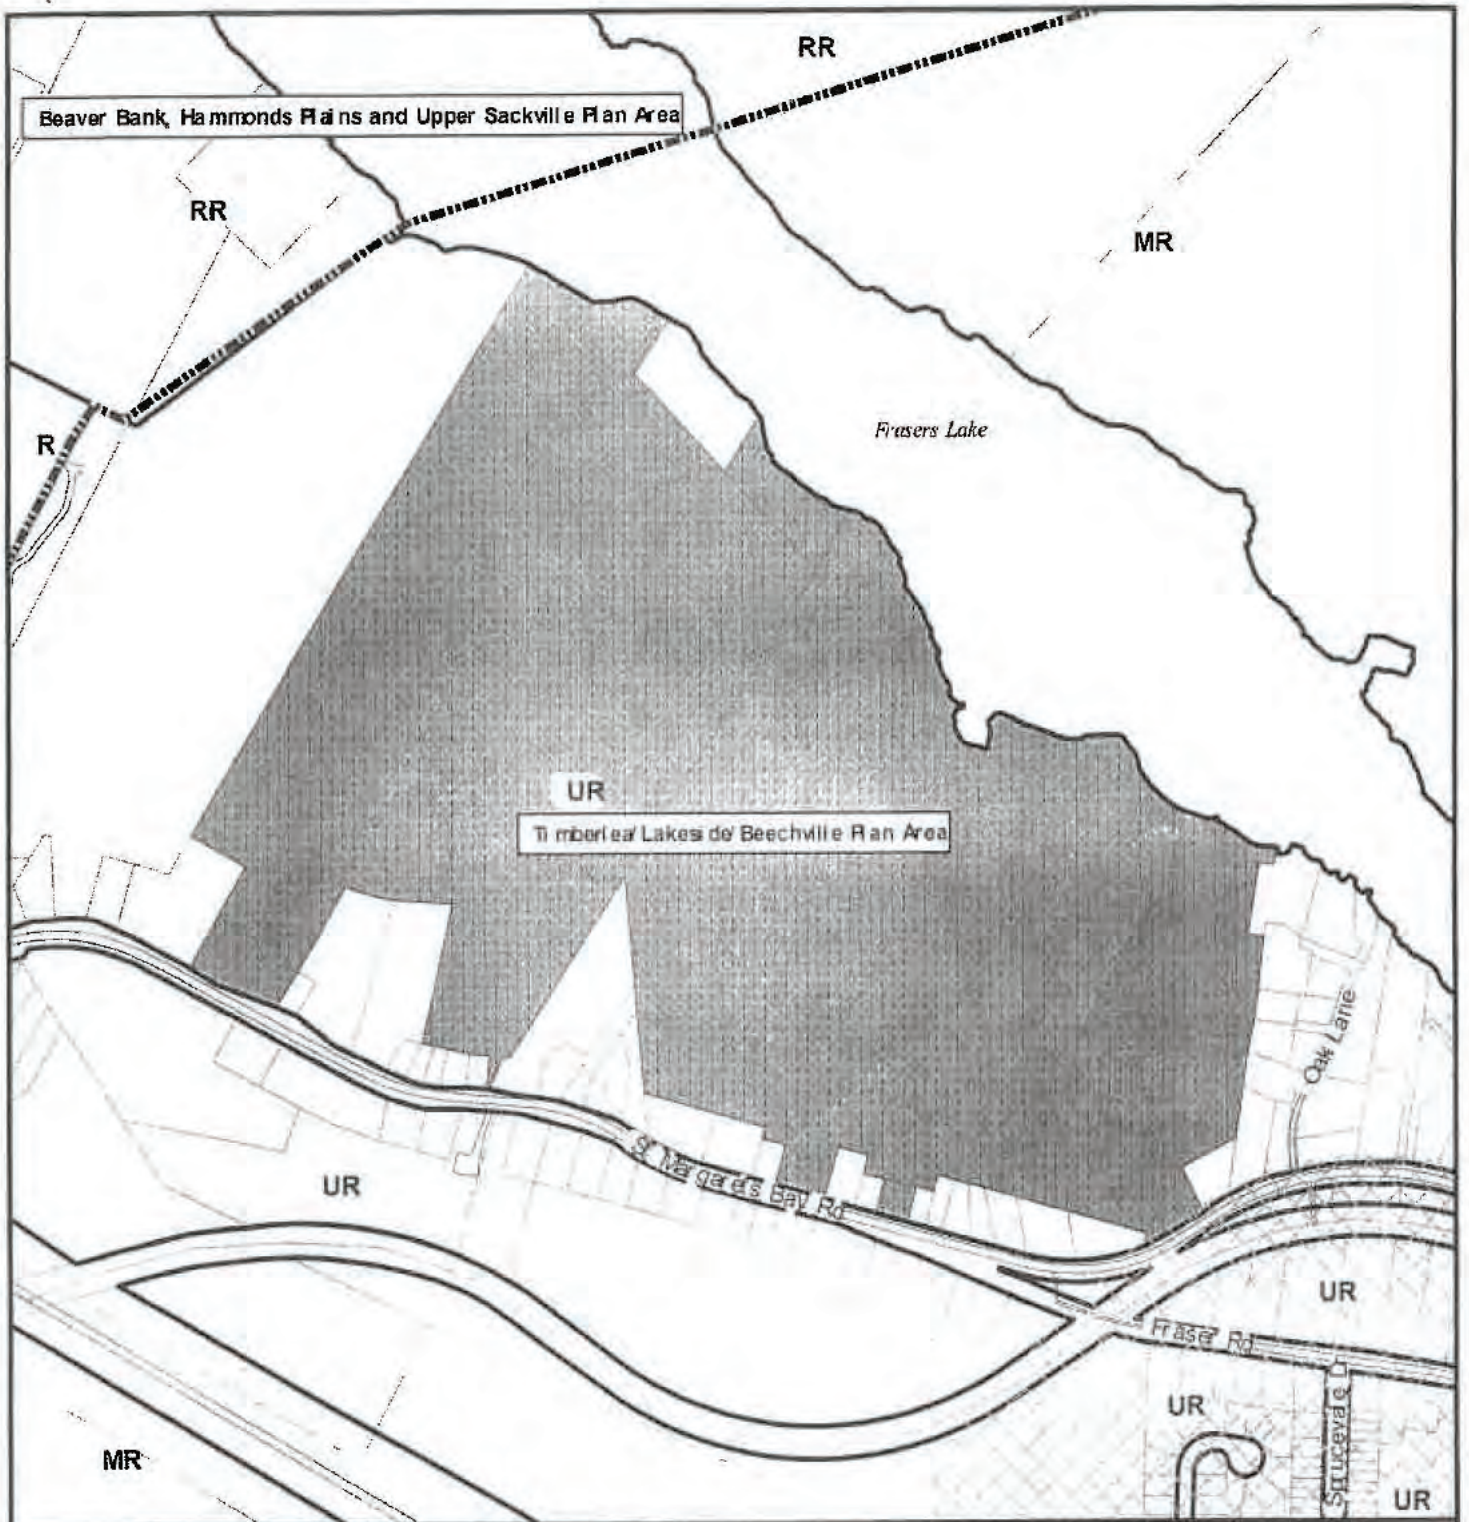 RR
Beaver Bank, Hammonds Plains and Upper Sackville Plan Area
RR
MR
Frasers Lake
R
UR
Timberlea/Lakeside/Beechville Plan Area
Oak Lane
St Margarets Bay Rd
UR
UR
Fraser Rd
UR
MR
Sprucevale D
UR